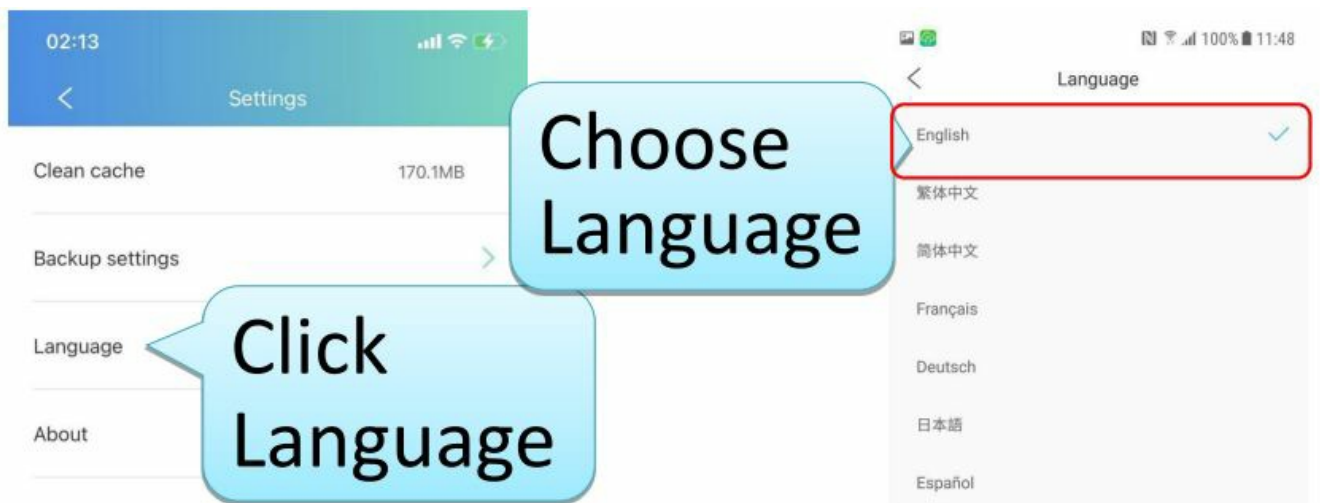 02:13
Settings
Clean cache 170.1MB
Backup settings
Language
About
Click
Language
Choose
Language
100% 11:48
Language
English
繁体中文
简体中文
Français
Deutsch
日本語
Español